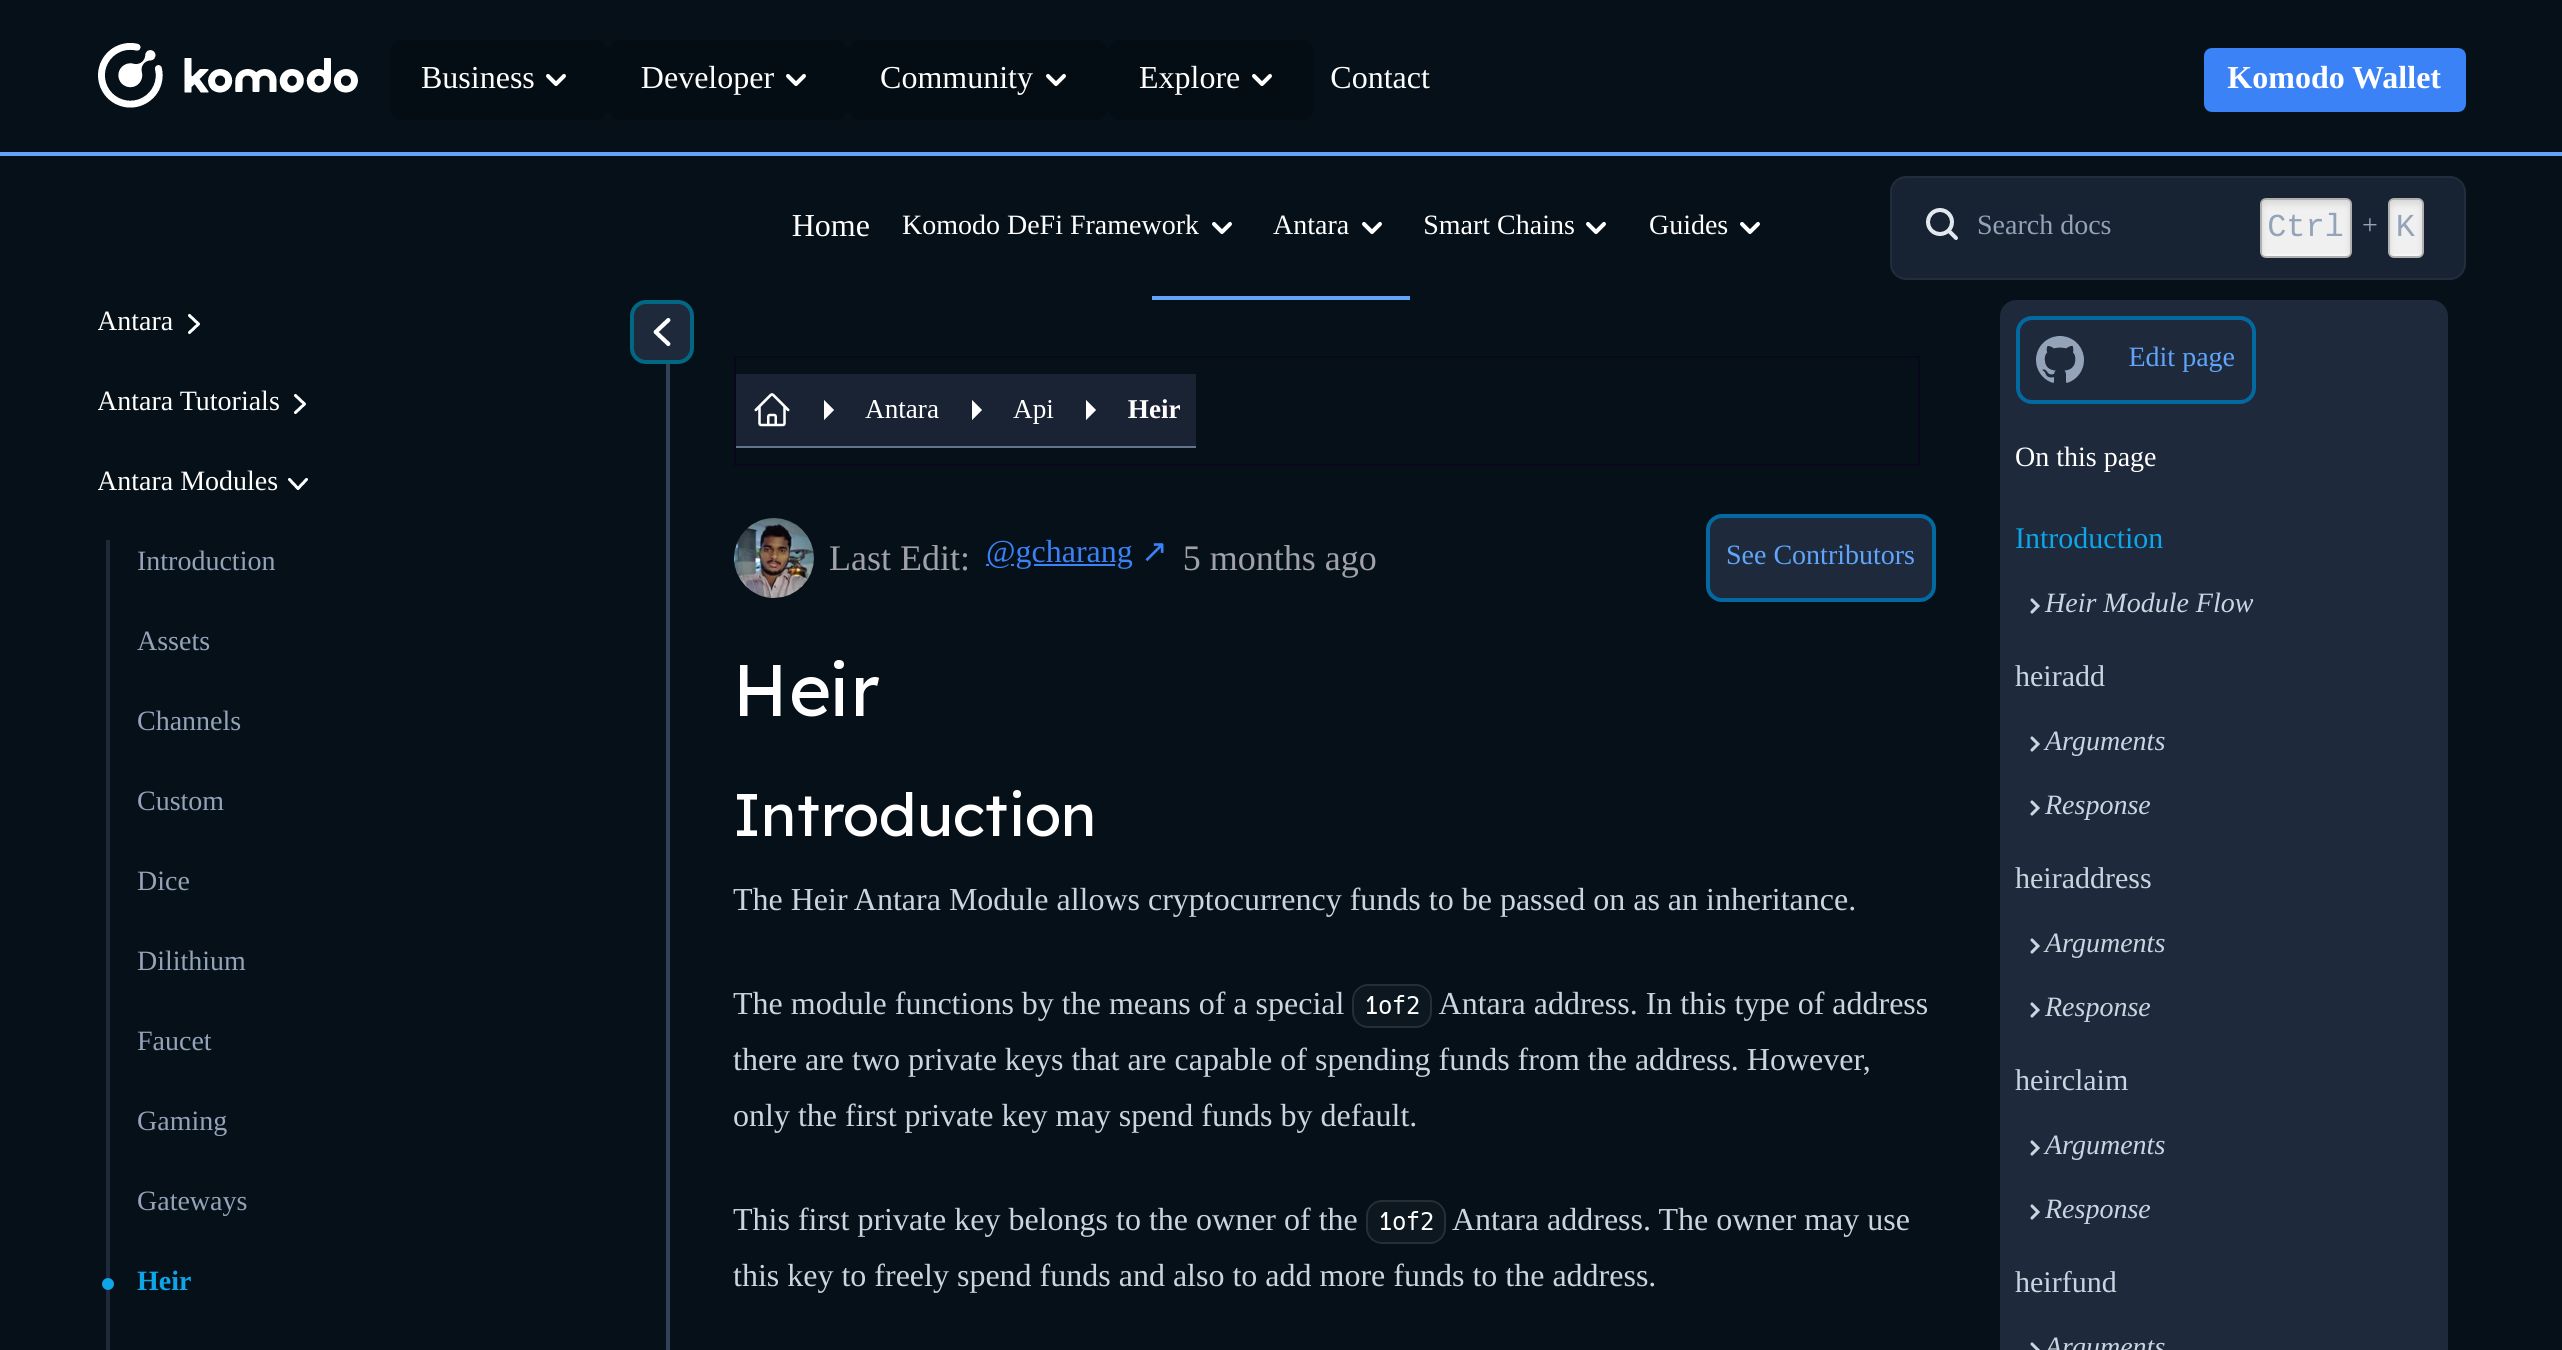 komodo Business Developer Community Explore Contact Komodo Wallet
Home Komodo DeFi Framework Antara Smart Chains Guides Search docs Ctrl + K
Antara
Antara Tutorials
Antara Modules
Introduction
Assets
Channels
Custom
Dice
Dilithium
Faucet
Gaming
Gateways
Heir
Antara Api Heir
Last Edit: @gcharang ↗ 5 months ago See Contributors
Heir
Introduction
The Heir Antara Module allows cryptocurrency funds to be passed on as an inheritance.
The module functions by the means of a special 1of2 Antara address. In this type of address
there are two private keys that are capable of spending funds from the address. However,
only the first private key may spend funds by default.
This first private key belongs to the owner of the 1of2 Antara address. The owner may use
this key to freely spend funds and also to add more funds to the address.
Edit page
On this page
Introduction
Heir Module Flow
heiradd
Arguments
Response
heiraddress
Arguments
Response
heirclaim
Arguments
Response
heirfund
Arguments